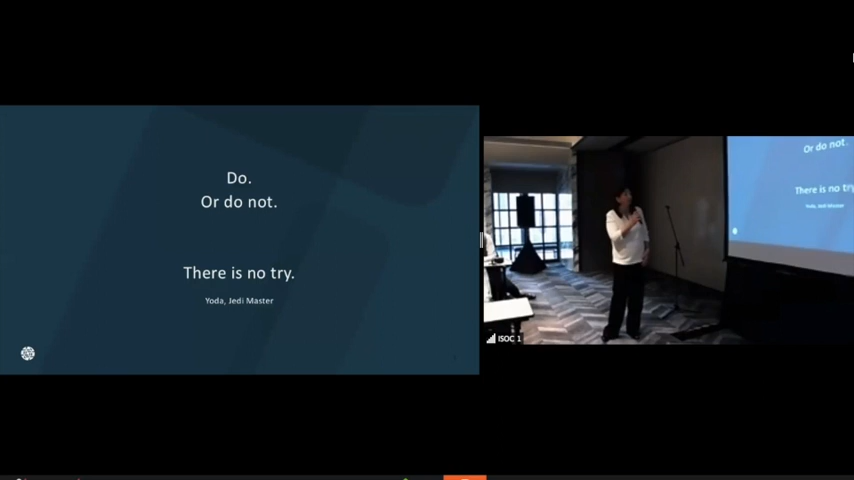 Do.
Or do not.
There is no try.
Yoda, Jedi Master
Or do not.
There is no try
Yoda, Jedi Master
ISOC 1